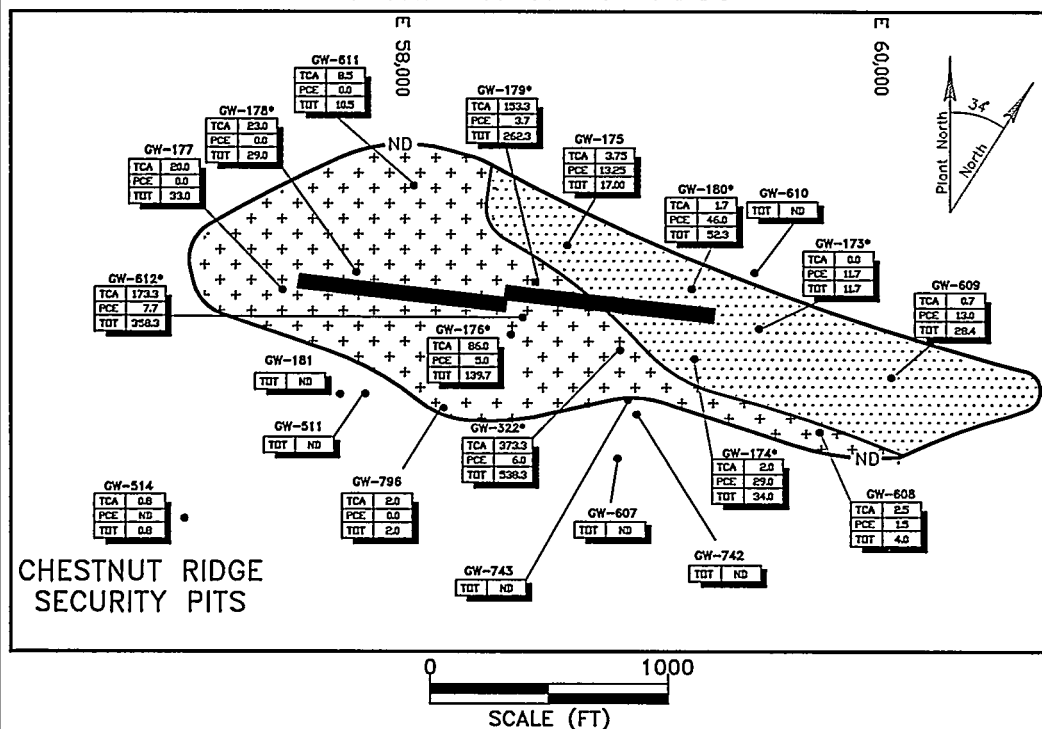 E 58,000
E 60,000
GW-611
TCA 8.5
PCE 0.0
TOT 10.5
GW-178*
TCA 23.0
PCE 0.0
TOT 29.0
GW-177
TCA 20.0
PCE 0.0
TOT 33.0
GW-179*
TCA 153.3
PCE 3.7
TOT 262.3
GW-175
TCA 3.75
PCE 13.25
TOT 17.00
GW-180*
TCA 1.7
PCE 46.0
TOT 52.3
GW-610
TOT ND
GW-173*
TCA 0.0
PCE 11.7
TOT 11.7
GW-609
TCA 0.7
PCE 13.0
TOT 28.4
34°
Plant North
North
ND
GW-612*
TCA 173.3
PCE 7.7
TOT 358.3
GW-176*
TCA 86.0
PCE 5.0
TOT 139.7
GW-181
TOT ND
GW-511
TOT ND
GW-322*
TCA 373.3
PCE 6.0
TOT 538.3
GW-174*
TCA 2.0
PCE 29.0
TOT 34.0
ND
GW-608
TCA 2.5
PCE 1.5
TOT 4.0
GW-514
TCA 0.8
PCE ND
TOT 0.8
GW-796
TCA 2.0
PCE 0.0
TOT 2.0
GW-607
TOT ND
GW-742
TOT ND
GW-743
TOT ND
CHESTNUT RIDGE
SECURITY PITS
0 1000
SCALE (FT)